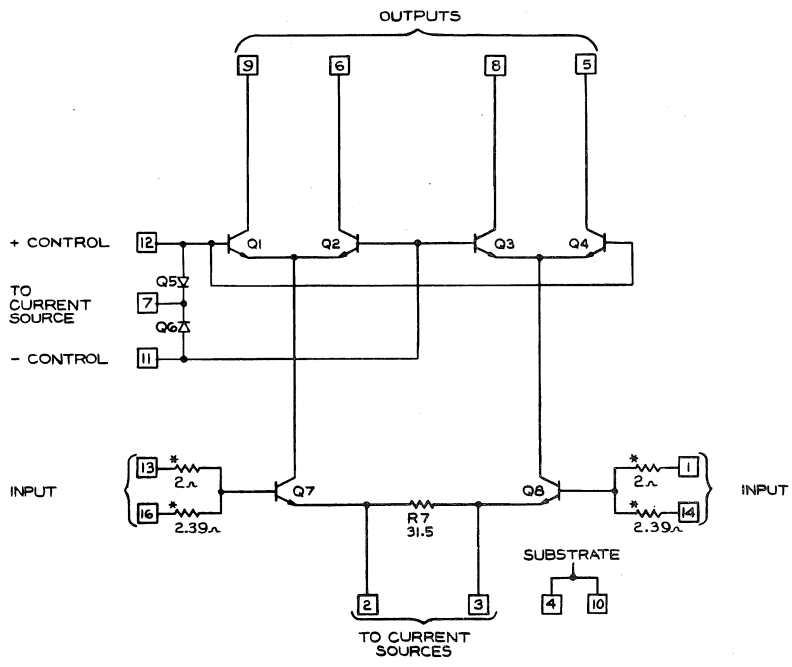 OUTPUTS
9 6 8 5
+ CONTROL 12 Q1 Q2 Q3 Q4
Q5
TO CURRENT SOURCE 7
Q6
- CONTROL 11
INPUT
* 13 2Ω
* 16 2.39Ω
Q7 Q8
R7
31.5
* 1 2Ω
* 14 2.39Ω
INPUT
SUBSTRATE
2 3 4 10
TO CURRENT
SOURCES